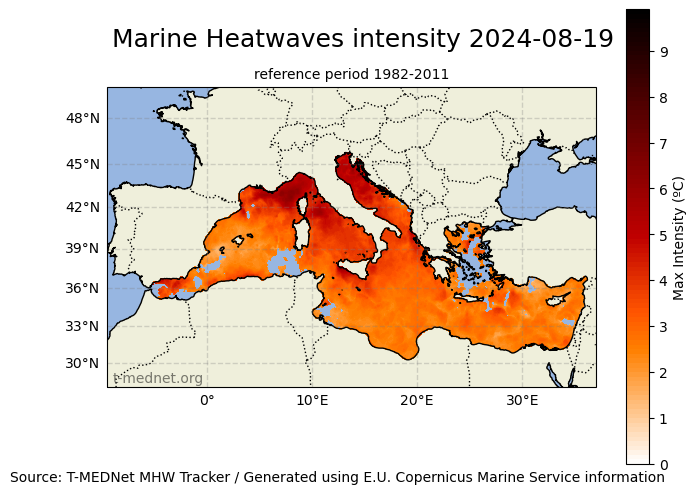 Marine Heatwaves intensity 2024-08-19
reference period 1982-2011
48°N
45°N
42°N
39°N
36°N
33°N
30°N
t-mednet.org
0°
10°E
20°E
30°E
9
8
7
6
5
4
3
2
1
0
Max Intensity (ºC)
Source: T-MEDNet MHW Tracker / Generated using E.U. Copernicus Marine Service information